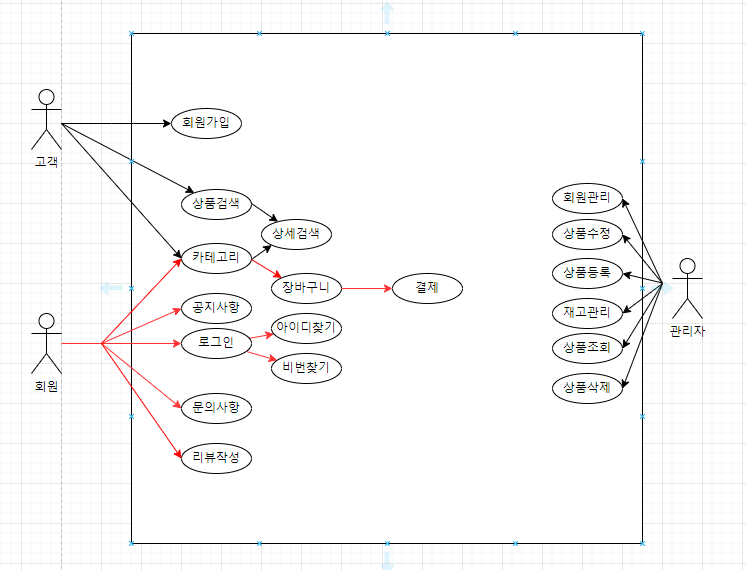 고객
회원가입
상품검색
상세검색
카테고리
장바구니
결제
공지사항
아이디찾기
로그인
비번찾기
회원
문의사항
리뷰작성
회원관리
상품수정
상품등록
재고관리
관리자
상품조회
상품삭제